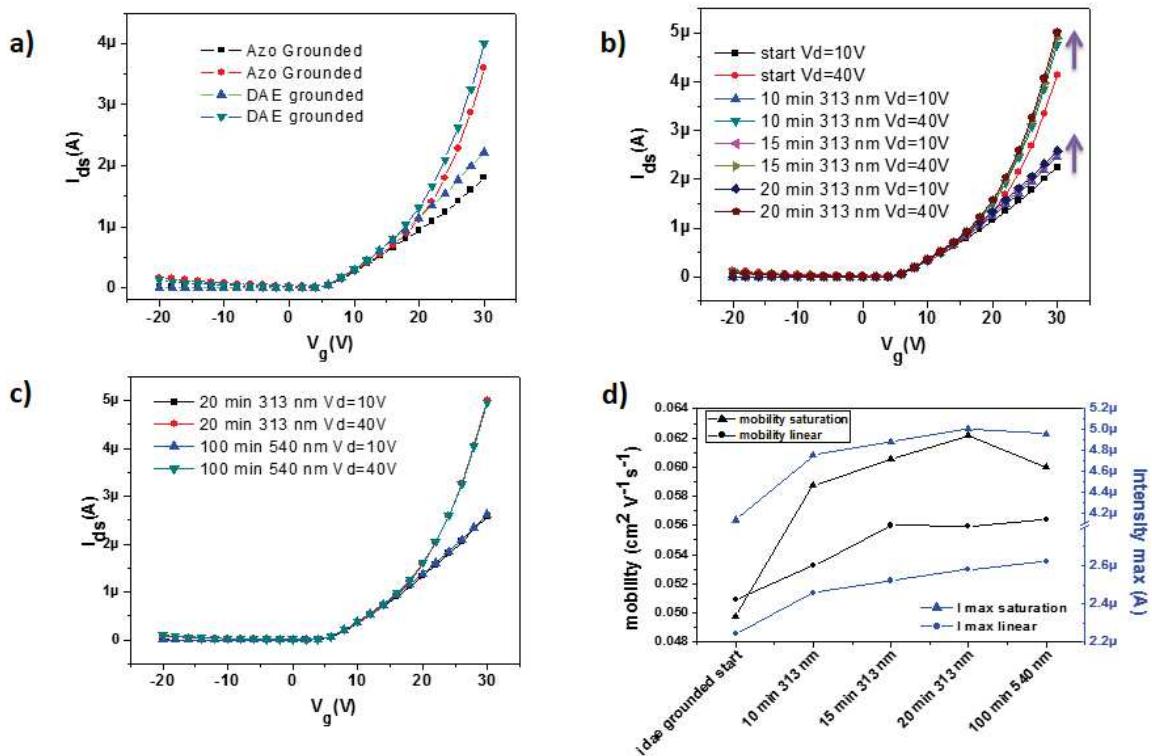 a)
4μ
3μ
2μ
1μ
0
I_ds(A)
Azo Grounded
Azo Grounded
DAE grounded
DAE grounded
-20 -10 0 10 20 30
V_g(V)
b)
5μ
4μ
3μ
2μ
1μ
0
I_ds(A)
start Vd=10V
start Vd=40V
10 min 313 nm Vd=10V
10 min 313 nm Vd=40V
15 min 313 nm Vd=10V
15 min 313 nm Vd=40V
20 min 313 nm Vd=10V
20 min 313 nm Vd=40V
-20 -10 0 10 20 30
V_g(V)
c)
5μ
4μ
3μ
2μ
1μ
0
I_ds(A)
20 min 313 nm Vd=10V
20 min 313 nm Vd=40V
100 min 540 nm Vd=10V
100 min 540 nm Vd=40V
-20 -10 0 10 20 30
V_g(V)
d)
0.064
0.062
0.060
0.058
0.056
0.054
0.052
0.050
0.048
mobility (cm² V⁻¹ s⁻¹)
mobility saturation
mobility linear
I max saturation
I max linear
5.2μ
5.0μ
4.8μ
4.6μ
4.4μ
4.2μ
2.6μ
2.4μ
2.2μ
Intensity max (A)
i dae grounded start
10 min 313 nm
15 min 313 nm
20 min 313 nm
100 min 540 nm